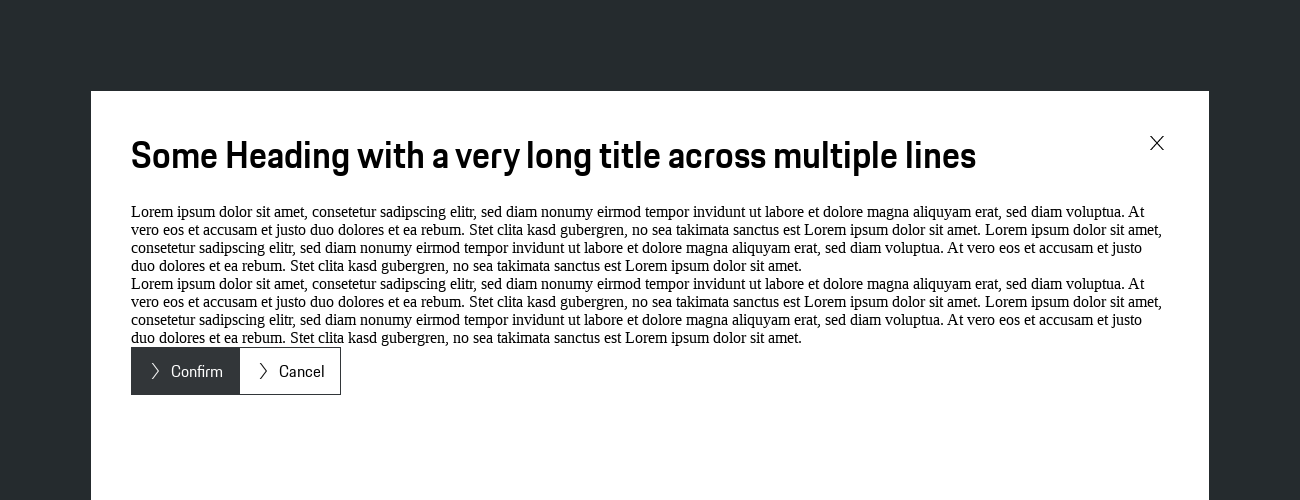 Some Heading with a very long title across multiple lines
Lorem ipsum dolor sit amet, consetetur sadipscing elitr, sed diam nonumy eirmod tempor invidunt ut labore et dolore magna aliquyam erat, sed diam voluptua. At
vero eos et accusam et justo duo dolores et ea rebum. Stet clita kasd gubergren, no sea takimata sanctus est Lorem ipsum dolor sit amet. Lorem ipsum dolor sit amet,
consetetur sadipscing elitr, sed diam nonumy eirmod tempor invidunt ut labore et dolore magna aliquyam erat, sed diam voluptua. At vero eos et accusam et justo
duo dolores et ea rebum. Stet clita kasd gubergren, no sea takimata sanctus est Lorem ipsum dolor sit amet.
Lorem ipsum dolor sit amet, consetetur sadipscing elitr, sed diam nonumy eirmod tempor invidunt ut labore et dolore magna aliquyam erat, sed diam voluptua. At
vero eos et accusam et justo duo dolores et ea rebum. Stet clita kasd gubergren, no sea takimata sanctus est Lorem ipsum dolor sit amet. Lorem ipsum dolor sit amet,
consetetur sadipscing elitr, sed diam nonumy eirmod tempor invidunt ut labore et dolore magna aliquyam erat, sed diam voluptua. At vero eos et accusam et justo
duo dolores et ea rebum. Stet clita kasd gubergren, no sea takimata sanctus est Lorem ipsum dolor sit amet.
Confirm Cancel